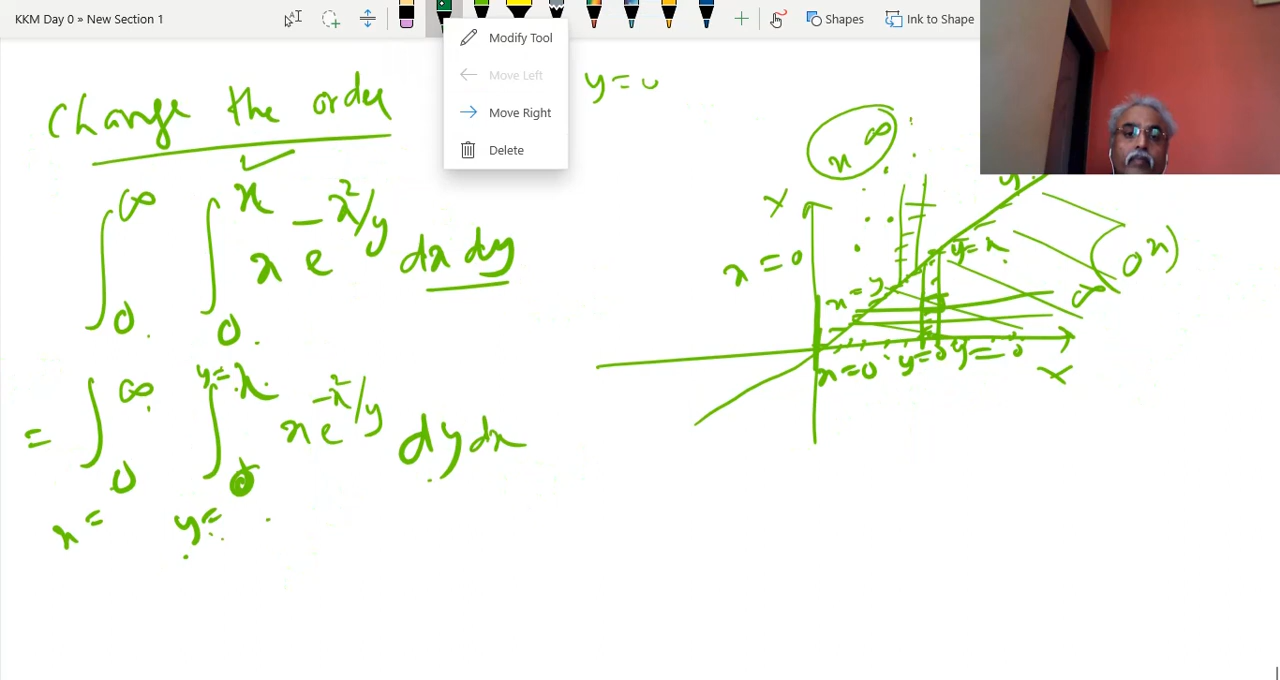 KKM Day 0 » New Section 1
Shapes
Ink to Shape
Modify Tool
Move Left
Move Right
Delete
Change the order
y = 0
∫₀^∞ ∫₀^x x e^{-x²/y} dx dy
= ∫₀^∞ ∫₀^{y=x} x e^{-x²/y} dy dx
x = y =
x ∞
x = 0
y = x
x = y
(0 x)
∞
x = 0 y = 0 y = 0
X